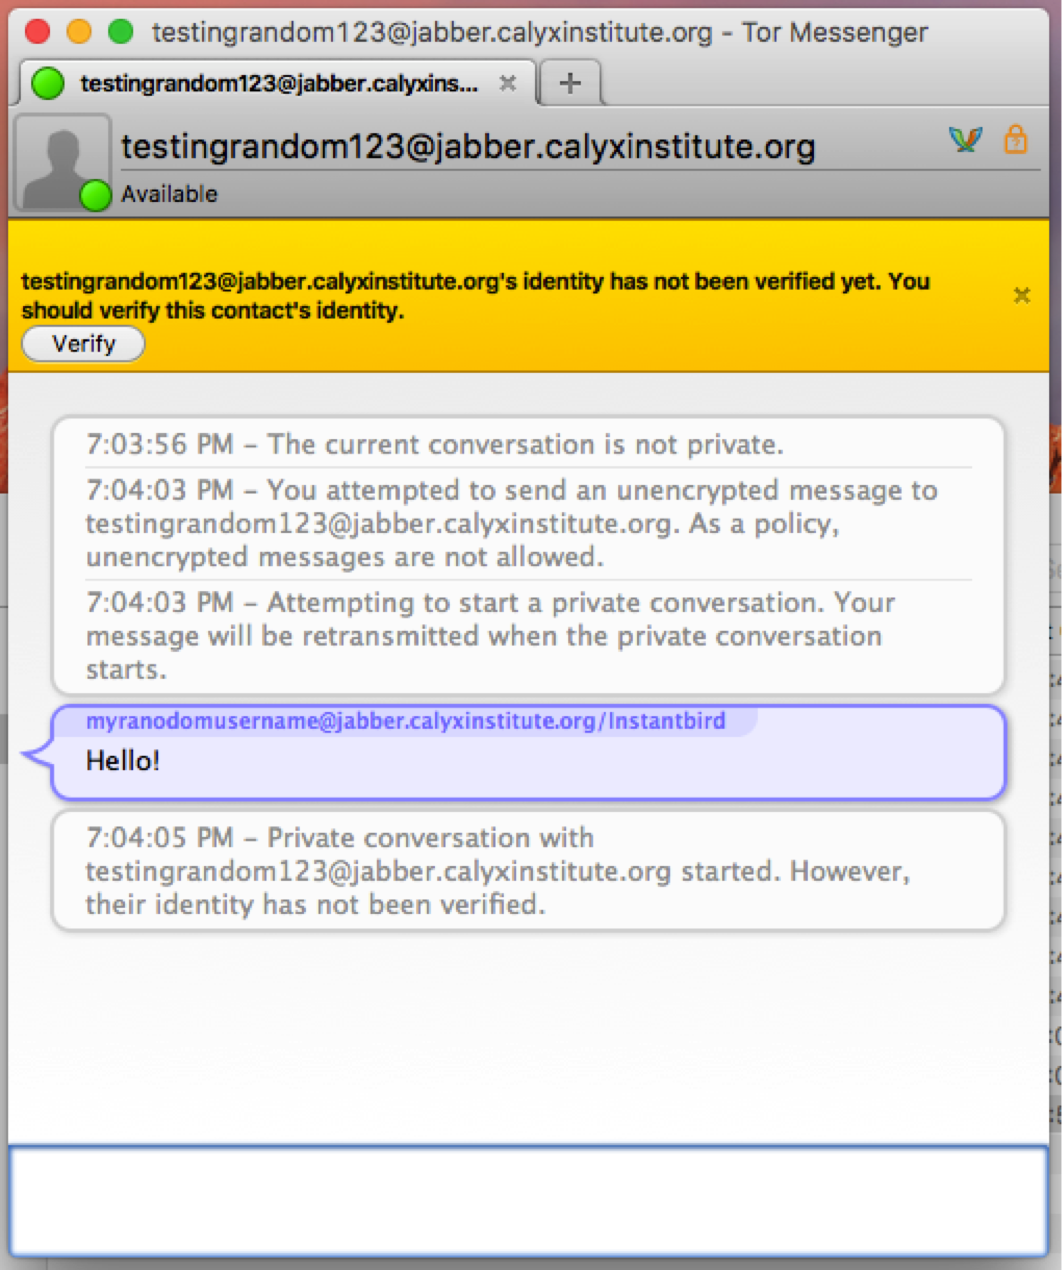 testingrandom123@jabber.calyxinstitute.org – Tor Messenger
testingrandom123@jabber.calyxins...
testingrandom123@jabber.calyxinstitute.org
Available
testingrandom123@jabber.calyxinstitute.org's identity has not been verified yet. You
should verify this contact's identity.
Verify
7:03:56 PM – The current conversation is not private.
7:04:03 PM – You attempted to send an unencrypted message to
testingrandom123@jabber.calyxinstitute.org. As a policy,
unencrypted messages are not allowed.
7:04:03 PM – Attempting to start a private conversation. Your
message will be retransmitted when the private conversation
starts.
myranodomusername@jabber.calyxinstitute.org/Instantbird
Hello!
7:04:05 PM – Private conversation with
testingrandom123@jabber.calyxinstitute.org started. However,
their identity has not been verified.